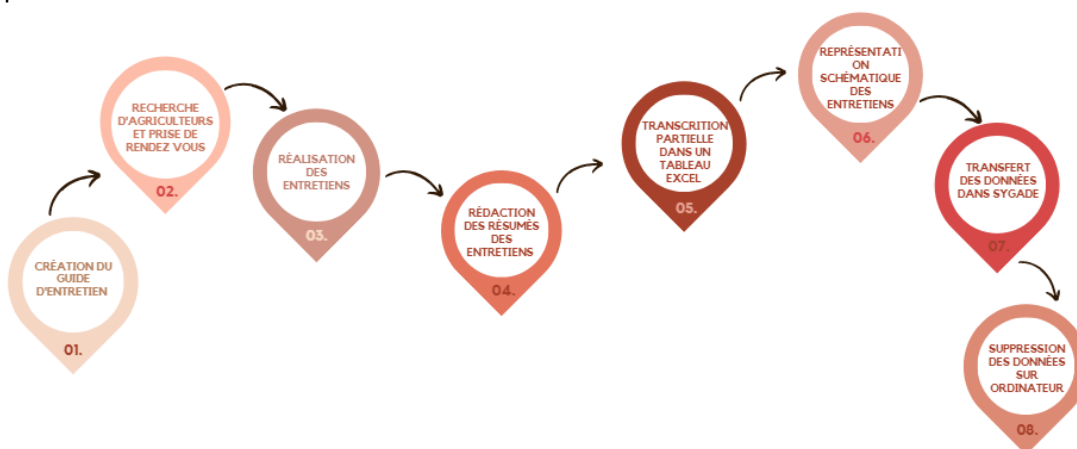 CRÉATION DU
GUIDE
D'ENTRETIEN
01.
RECHERCHE
D'AGRICULTEURS
ET PRISE DE
RENDEZ VOUS
02.
RÉALISATION
DES
ENTRETIENS
03.
RÉDACTION
DES RÉSUMÉS
DES
ENTRETIENS
04.
TRANSCRITION
PARTIELLE
DANS UN
TABLEAU
EXCEL
05.
REPRÉSENTATI
ON
SCHÉMATIQUE
DES
ENTRETIENS
06.
TRANSFERT
DES DONNÉES
DANS SYGADE
07.
SUPPRESSION
DES DONNÉES
SUR
ORDINATEUR
08.